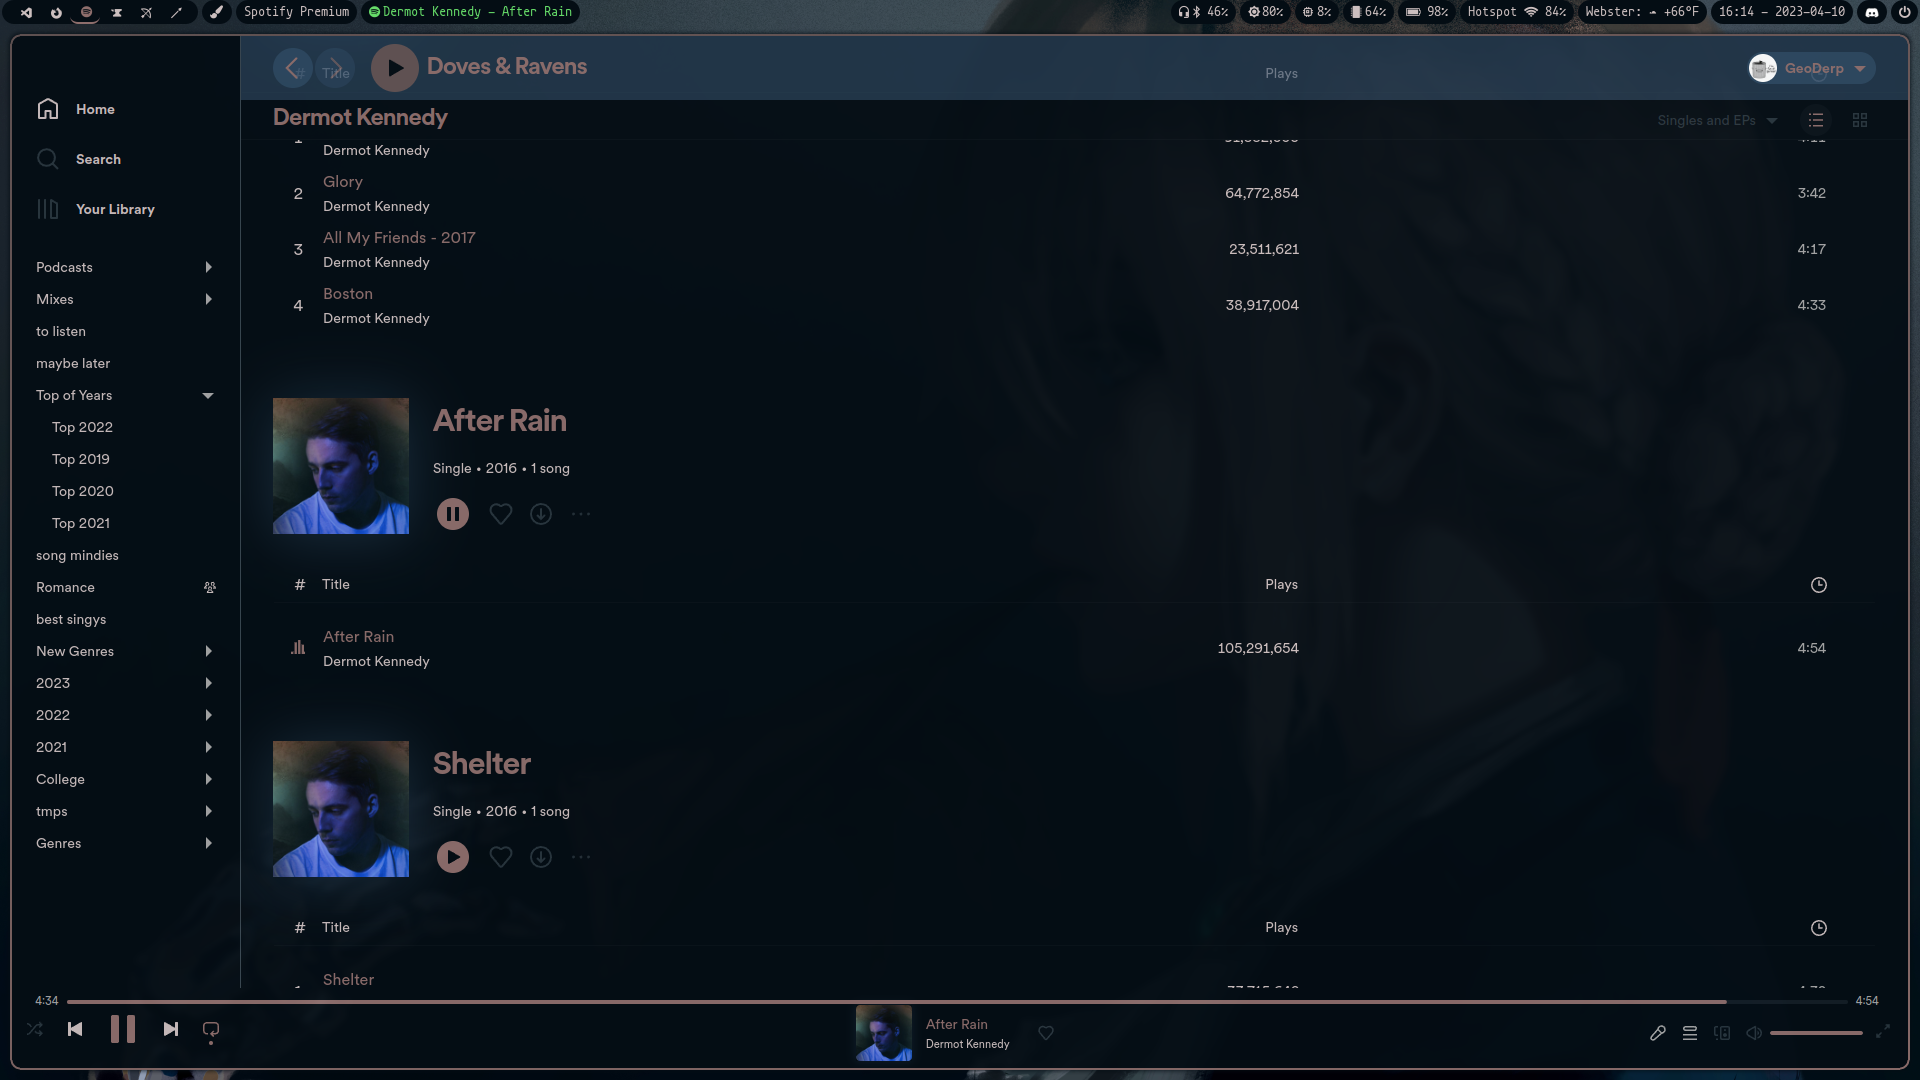 Spotify Premium
Dermot Kennedy – After Rain
46%
80%
8%
64%
98%
Hotspot 84%
Webster: +66°F
16:14 – 2023-04-10
Home
Search
Your Library
Podcasts
Mixes
to listen
maybe later
Top of Years
Top 2022
Top 2019
Top 2020
Top 2021
song mindies
Romance
best singys
New Genres
2023
2022
2021
College
tmps
Genres
Doves & Ravens
# Title Plays
GeoDerp
Dermot Kennedy
Singles and EPs
Dermot Kennedy
2 Glory 64,772,854 3:42
Dermot Kennedy
3 All My Friends - 2017 23,511,621 4:17
Dermot Kennedy
4 Boston 38,917,004 4:33
Dermot Kennedy
After Rain
Single • 2016 • 1 song
# Title Plays
After Rain 105,291,654 4:54
Dermot Kennedy
Shelter
Single • 2016 • 1 song
# Title Plays
Shelter
4:34
4:54
After Rain
Dermot Kennedy